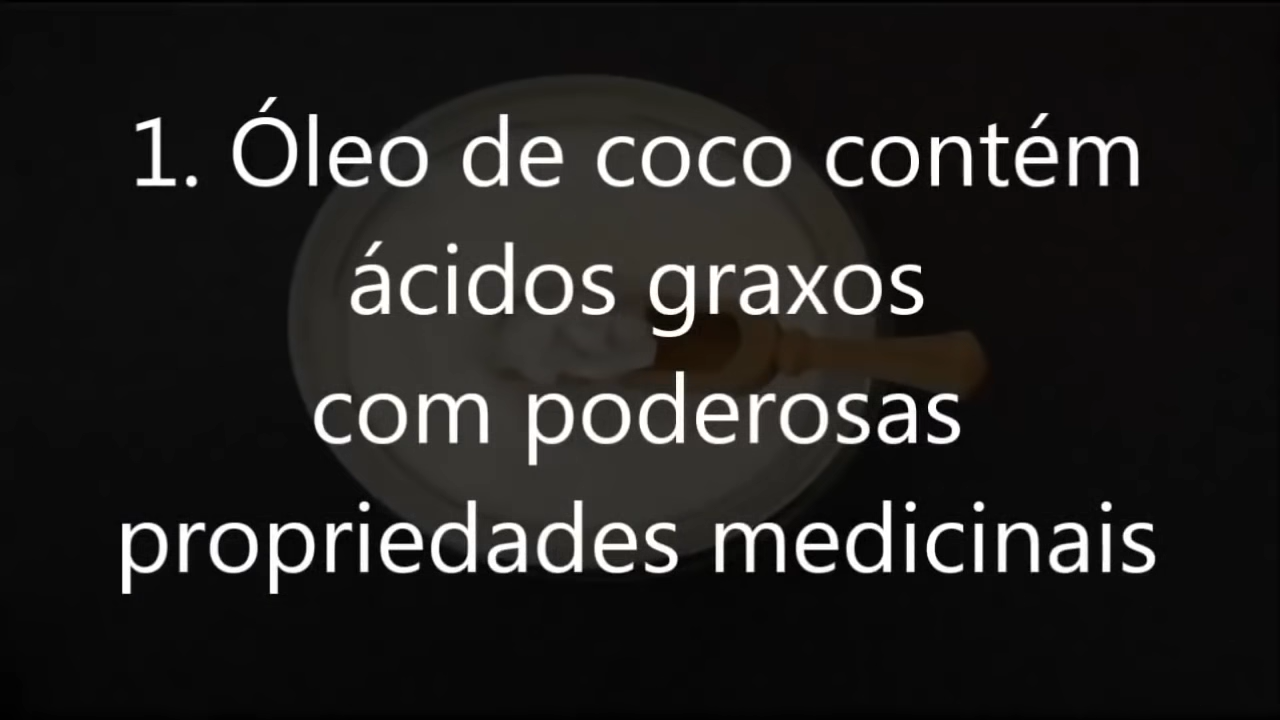 1. Óleo de coco contém
ácidos graxos
com poderosas
propriedades medicinais